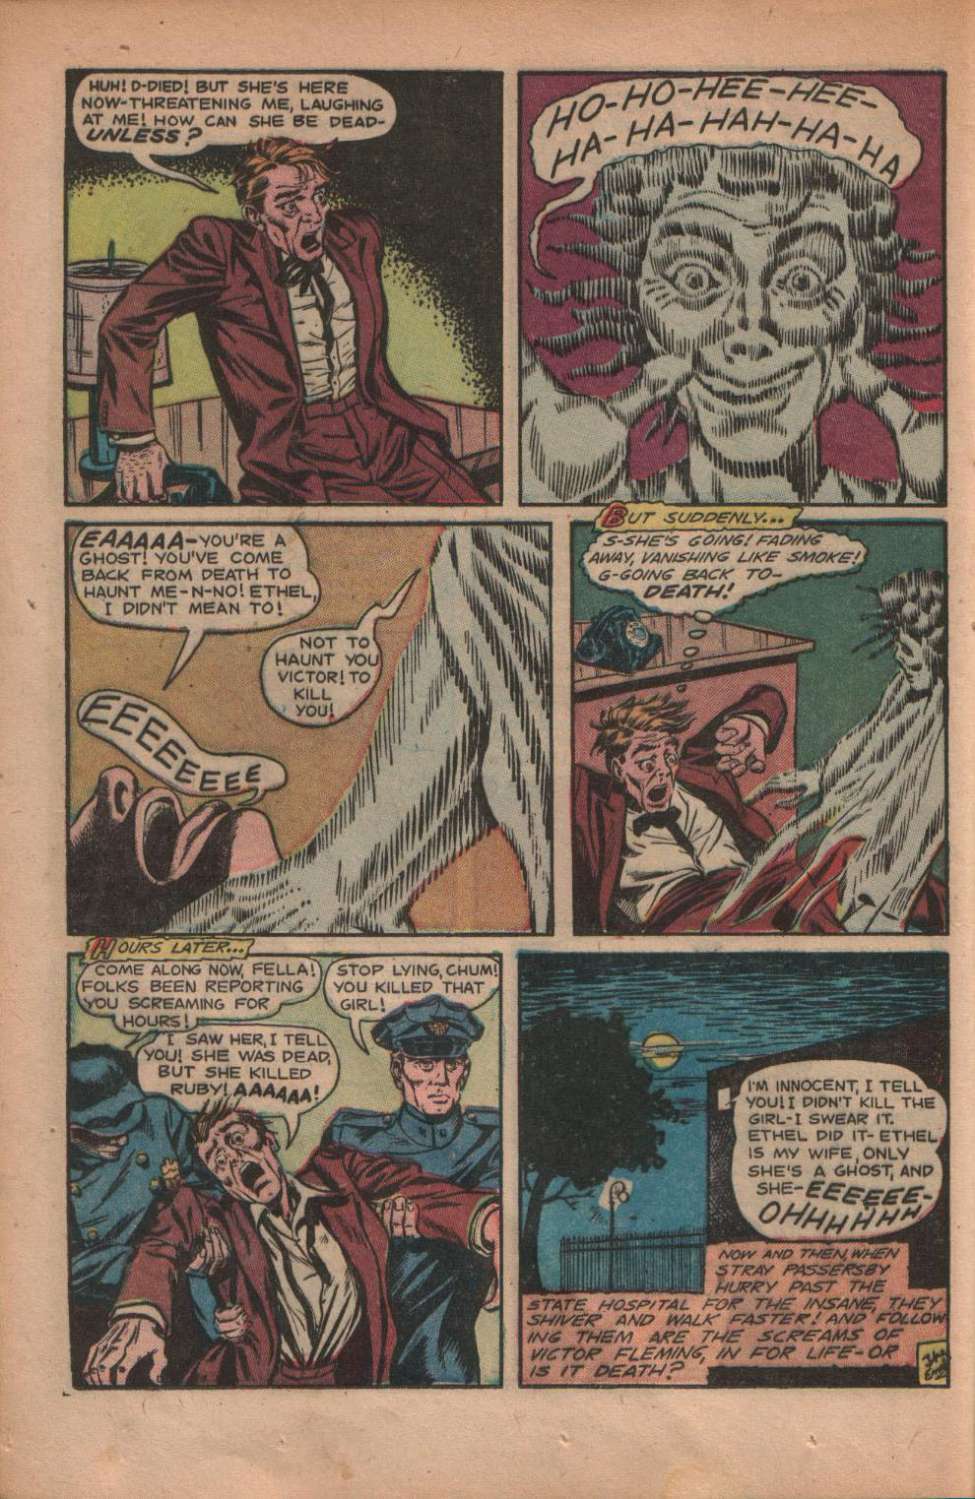 HUH! D-DIED! BUT SHE'S HERE
NOW-THREATENING ME, LAUGHING
AT ME! HOW CAN SHE BE DEAD-
UNLESS?
HO-HO-HEE-HEE-
HA-HA-HAH-HA-HA
EAAAAA-YOU'RE A
GHOST! YOU'VE COME
BACK FROM DEATH TO
HAUNT ME-N-NO! ETHEL,
I DIDN'T MEAN TO!
NOT TO
HAUNT YOU
VICTOR! TO
KILL
YOU!
EEEEEEEEE
BUT SUDDENLY...
S-SHE'S GOING! FADING
AWAY, VANISHING LIKE SMOKE!
G-GOING BACK TO-
DEATH!
HOURS LATER...
COME ALONG NOW, FELLA!
FOLKS BEEN REPORTING
YOU SCREAMING FOR
HOURS!
STOP LYING, CHUM!
YOU KILLED THAT
GIRL!
I SAW HER, I TELL
YOU! SHE WAS DEAD,
BUT SHE KILLED
RUBY! AAAAAA!
I'M INNOCENT, I TELL
YOU! I DIDN'T KILL THE
GIRL-I SWEAR IT.
ETHEL DID IT-ETHEL
IS MY WIFE, ONLY
SHE'S A GHOST, AND
SHE-EEEEEE-
OHHHHHHH
NOW AND THEN, WHEN
STRAY PASSERSBY
HURRY PAST THE
STATE HOSPITAL FOR THE INSANE, THEY
SHIVER AND WALK FASTER! AND FOLLOW
ING THEM ARE THE SCREAMS OF
VICTOR FLEMING, IN FOR LIFE-OR
IS IT DEATH?